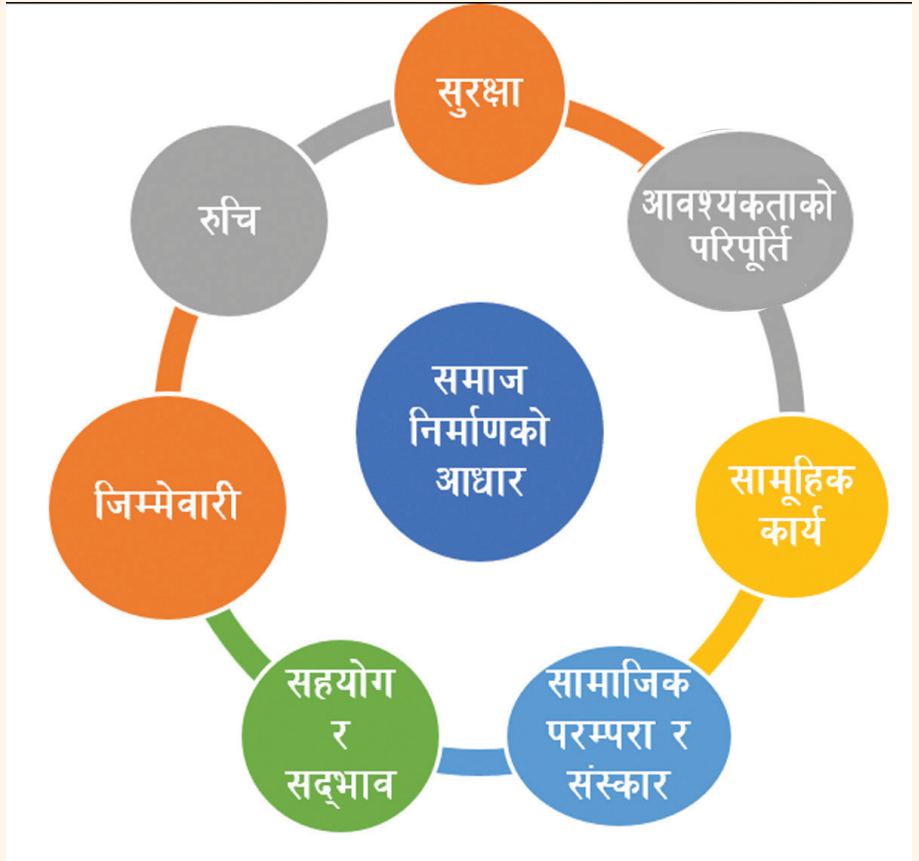 सुरक्षा
आवश्यकताको
परिपूर्ति
सामूहिक
कार्य
सामाजिक
परम्परा र
संस्कार
सहयोग
र
सद्‌भाव
जिम्मेवारी
रुचि
समाज
निर्माणको
आधार